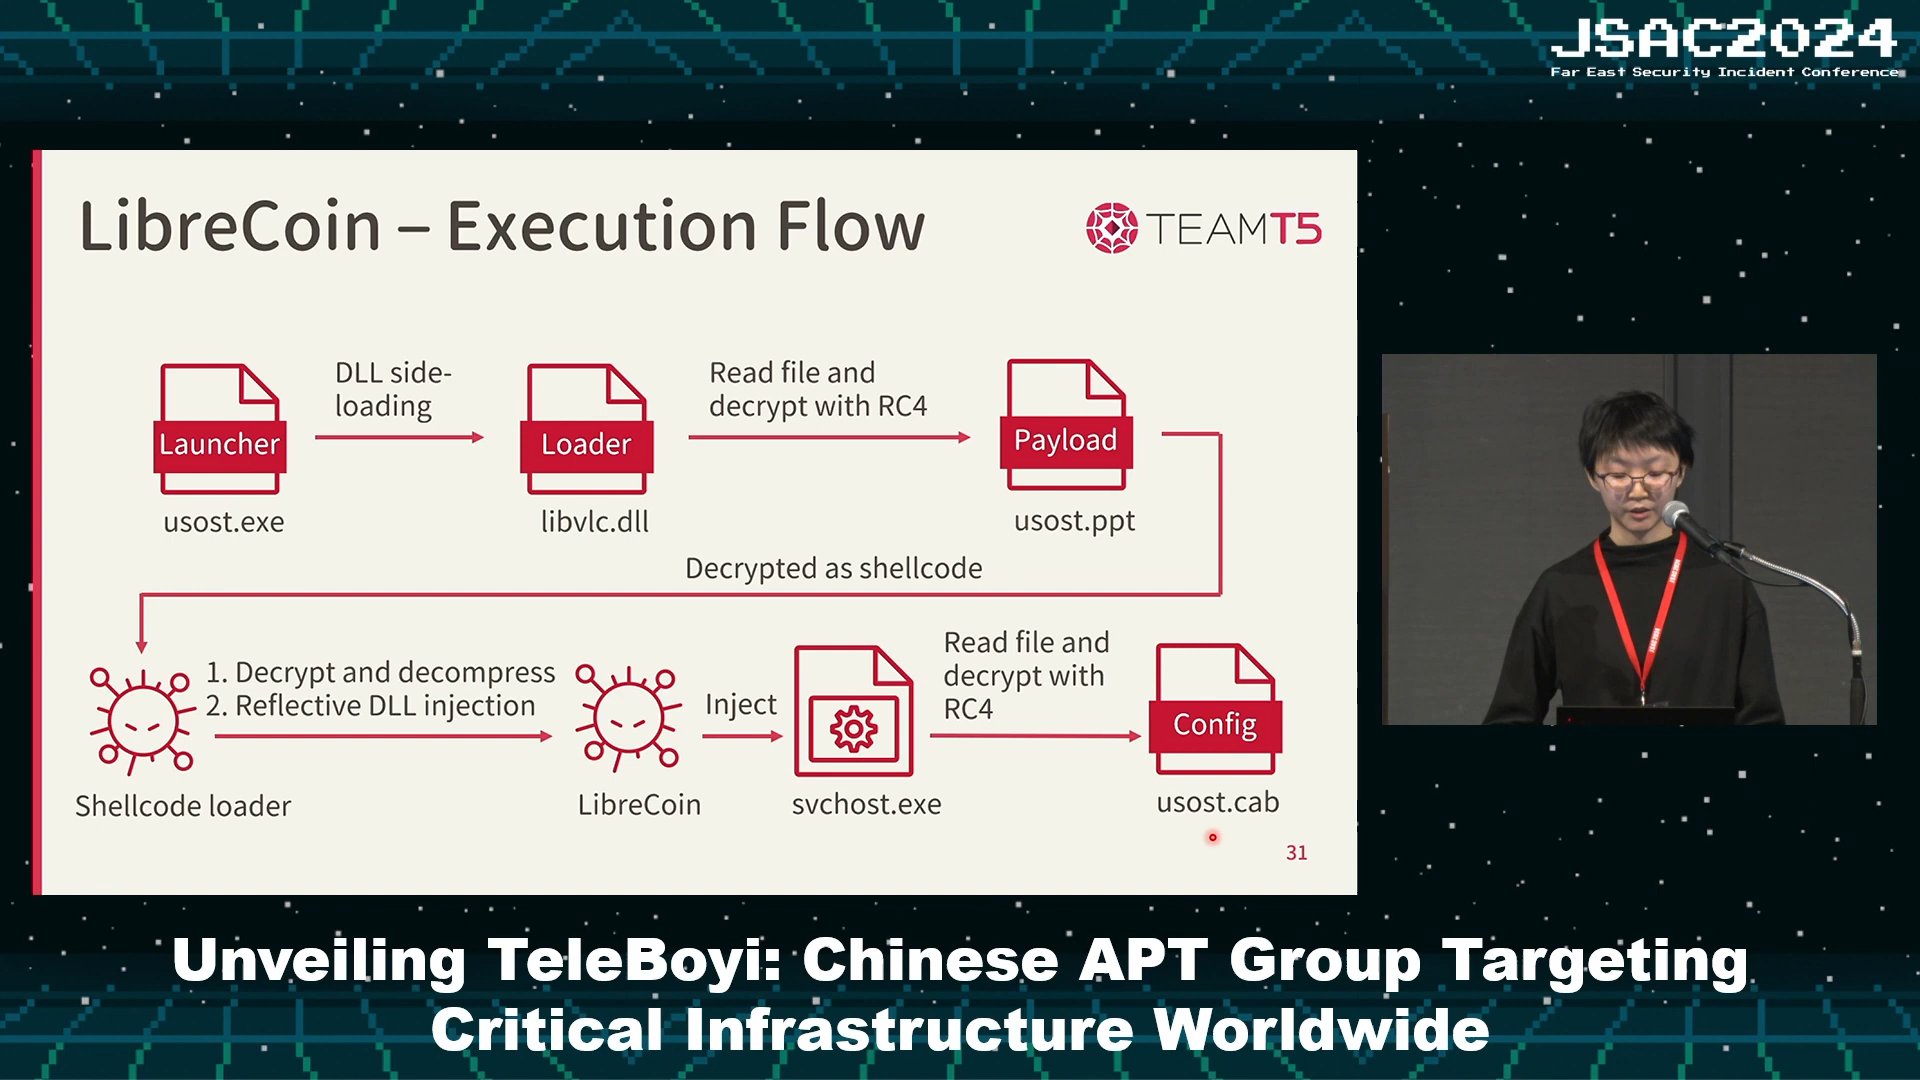 JSAC2024
Far East Security Incident Conference
LibreCoin – Execution Flow
TEAMT5
DLL side-
loading
Read file and
decrypt with RC4
Launcher
Loader
Payload
usost.exe
libvlc.dll
usost.ppt
Decrypted as shellcode
1. Decrypt and decompress
2. Reflective DLL injection
Inject
Read file and
decrypt with
RC4
Config
Shellcode loader
LibreCoin
svchost.exe
usost.cab
31
Unveiling TeleBoyi: Chinese APT Group Targeting
Critical Infrastructure Worldwide